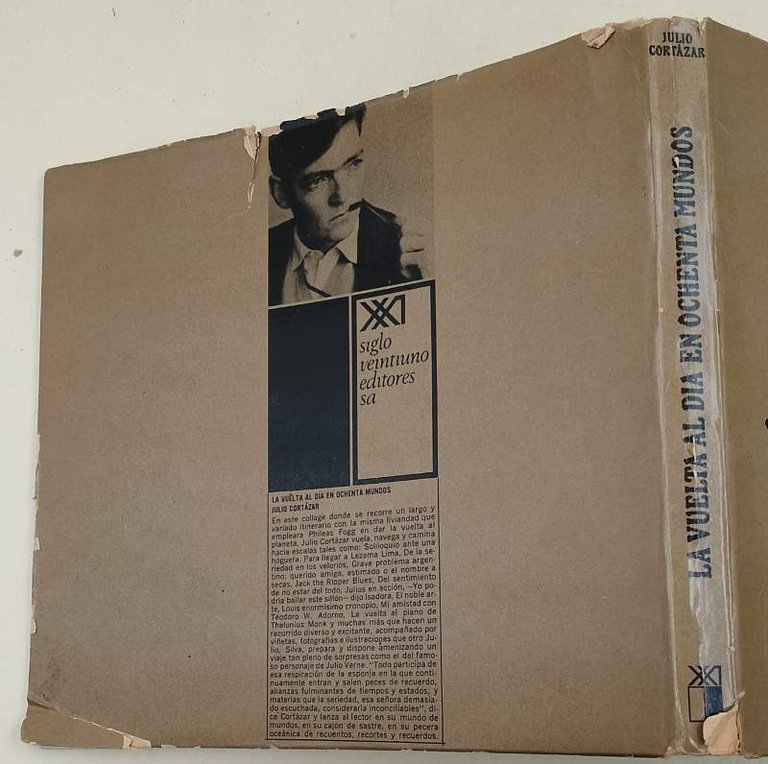 XXI
siglo
veintiuno
editores
sa
LA VUELTA AL DÍA EN OCHENTA MUNDOS
JULIO CORTÁZAR
En este collage donde se recorre un largo y
variado itinerario con la misma liviandad que
empleara Phileas Fogg en dar la vuelta al
planeta, Julio Cortázar vuela, navega y camina
hacia escalas tales como: Soliloquio ante una
hoguera. Para llegar a Lezama Lima, De la se-
riedad en los velorios, Grave problema argen-
tino: querido amigo, estimado o el nombre a
secas, Jack the Ripper Blues, Del sentimiento
de no estar del todo, Julios en acción, —Yo po-
dría bailar este sillón— dijo Isadora, El noble ar-
te, Louis enormísimo cronopio, Mi amistad con
Teodoro W. Adorno, La vuelta al piano de
Thelonius Monk y muchas más que hacen un
recorrido diverso y excitante, acompañado por
viñetas, fotografías e ilustraciones que otro Ju-
lio, Silva, prepara y dispone amenizando un
viaje tan pleno de sorpresas como el del famo-
so personaje de Julio Verne. "Todo participa de
esa respiración de la esponja en la que conti-
nuamente entran y salen peces de recuerdo,
alianzas fulminantes de tiempos y estados, y
materias que la seriedad, esa señora demasia-
do escuchada, consideraría inconciliables", di-
ce Cortázar y lanza al lector en su mundo de
mundos, en su cajón de sastre, en su pecera
oceánica de recuentos, recortes y recuerdos.
JULIO
CORTÁZAR
LA VUELTA AL DIA EN OCHENTA MUNDOS
XXI